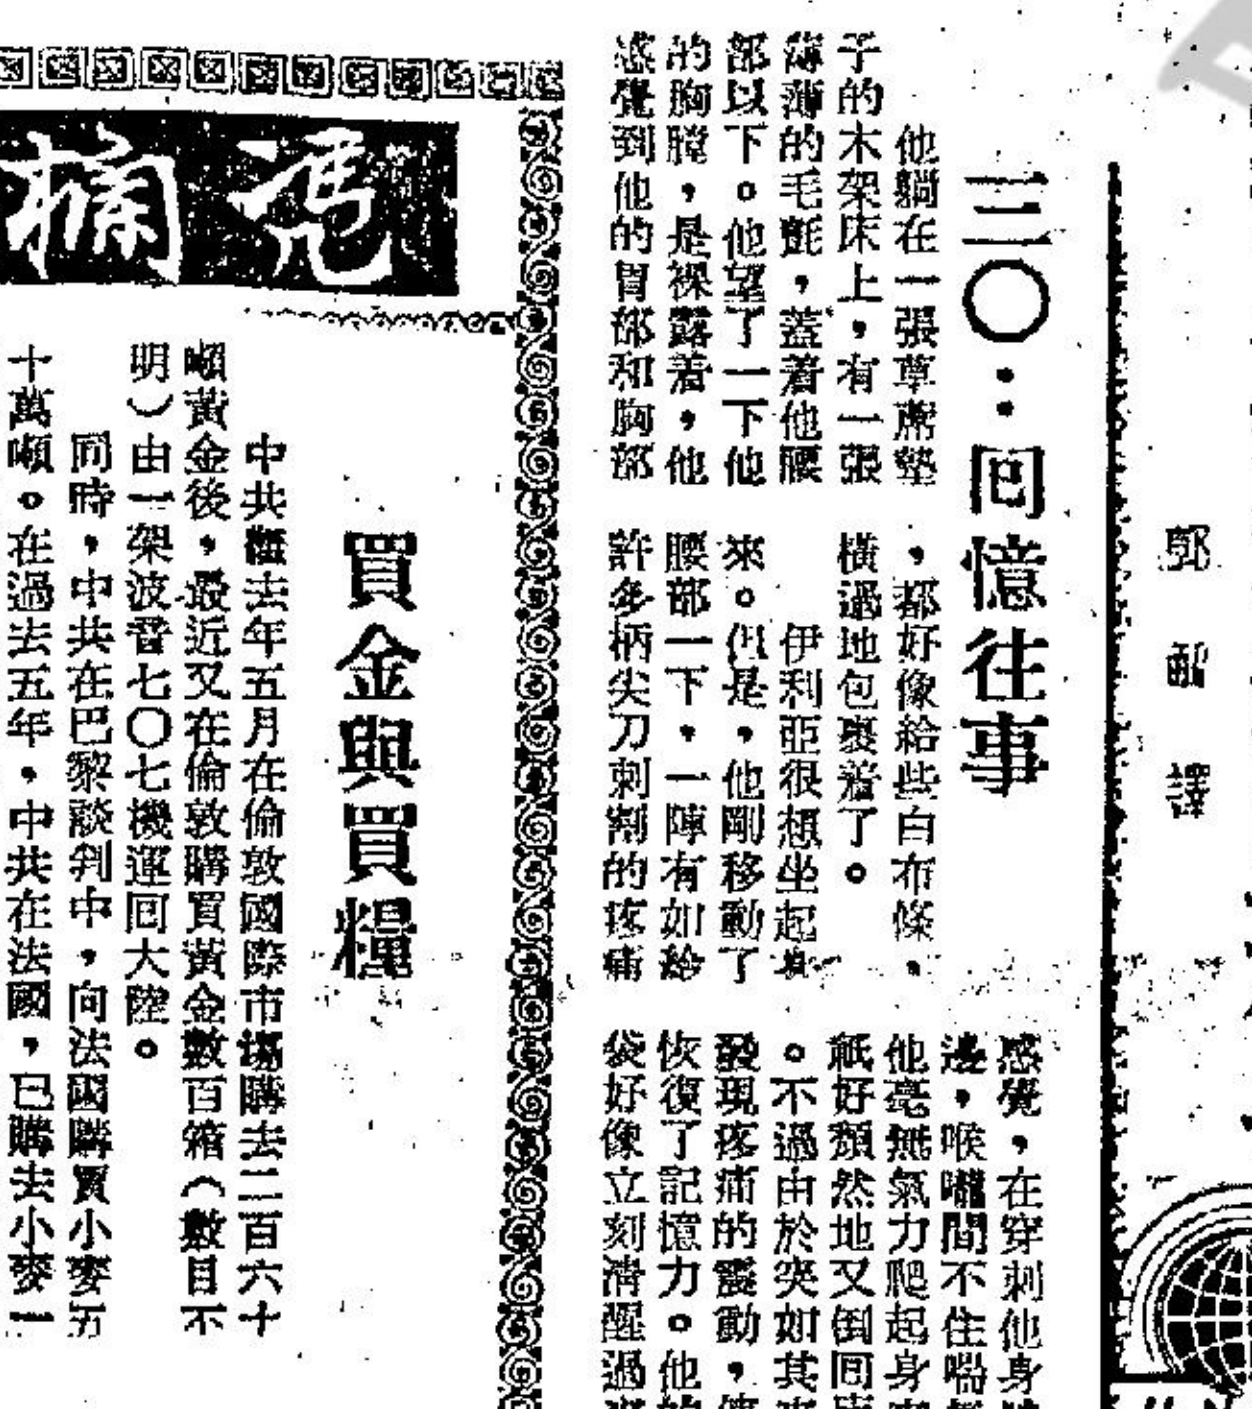 郭
譯
三〇：囘憶往事
他躺在一張草蓆墊
子的木架床上，有一張
薄薄的毛氈，蓋着他腰
部以下。他望了一下他
的胸膛，是裸露着，他
感覺到他的胃部和胸部
，都好像給些白布條，
橫過地包裹着了。
伊利亞很想坐起身
來。但是，他剛移動了
腰部一下，一陣有如給
許多柄尖刀刺割的疼痛
感覺，在穿刺他身
邊，喉嚨間不住喘
他毫無氣力爬起身
祇好頹然地又倒囘
。不過由於突如其
發現疼痛的震動，
恢復了記憶力。他的
袋好像立刻清醒過
買金與買糧
中共繼去年五月在倫敦國際市場購去二百六十
噸黃金後，最近又在倫敦購買黃金數百箱（數目不
明）由一架波音七〇七機運囘大陸。
同時，中共在巴黎談判中，向法國購買小麥五
十萬噸。在過去五年，中共在法國，已購去小麥一